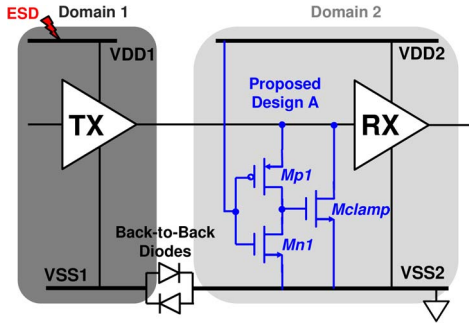 ESD
Domain 1
Domain 2
VDD1
VDD2
Proposed
Design A
TX
RX
Mp1
Mclamp
Mn1
Back-to-Back
Diodes
VSS1
VSS2